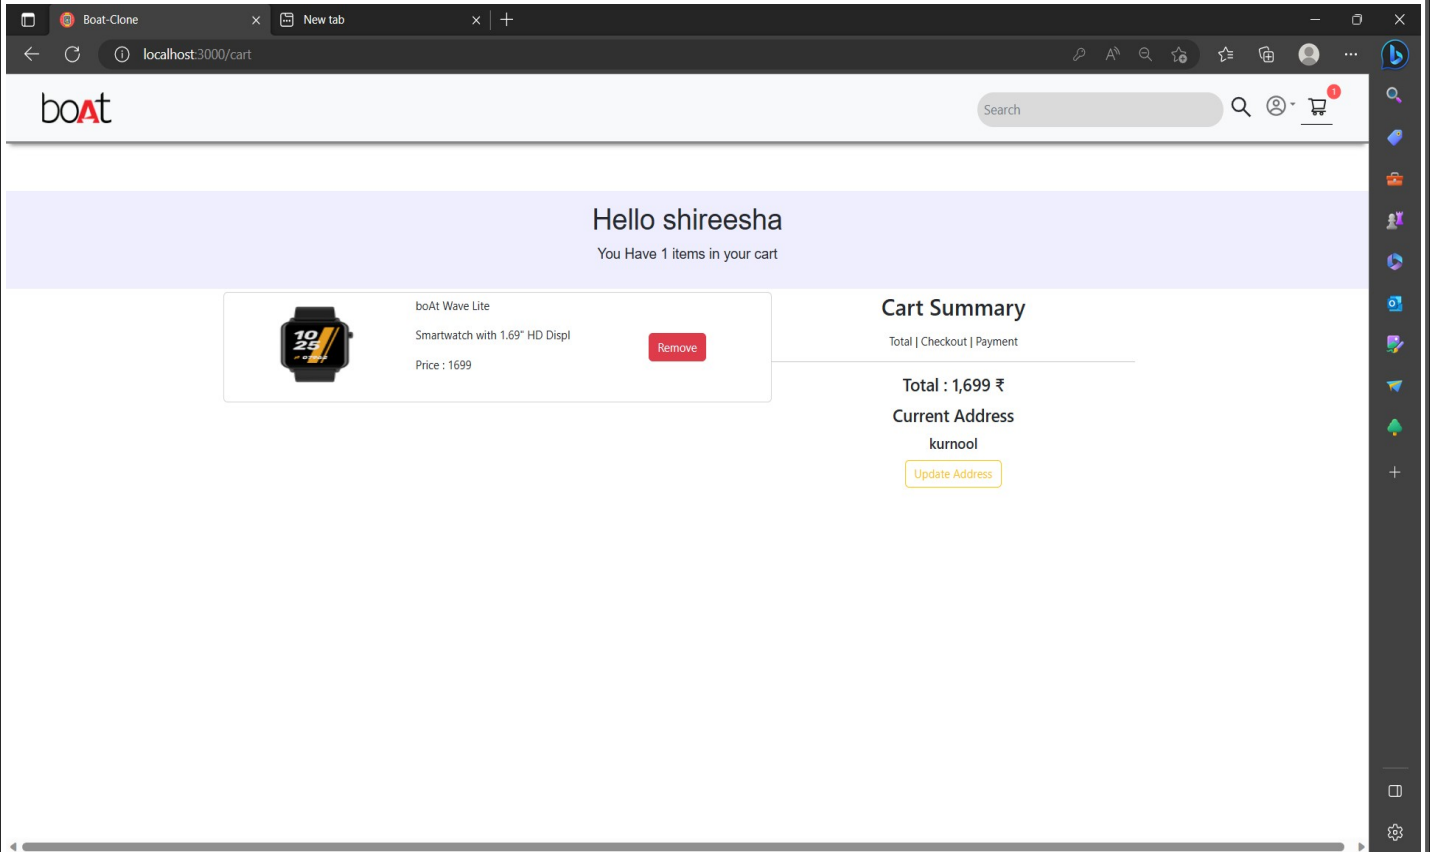 Boat-Clone
New tab
localhost:3000/cart
boAt
Search
1
Hello shireesha
You Have 1 items in your cart
10
25
boAt Wave Lite
Smartwatch with 1.69" HD Displ
Price : 1699
Remove
Cart Summary
Total | Checkout | Payment
Total : 1,699 ₹
Current Address
kurnool
Update Address